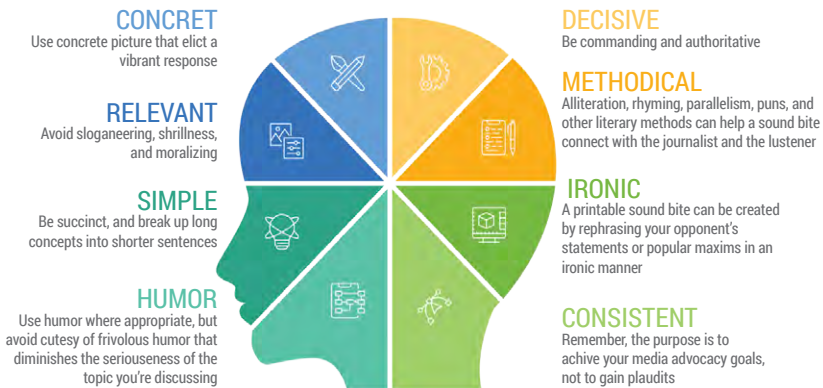 CONCRET
Use concrete picture that elict a
vibrant response
RELEVANT
Avoid sloganeering, shrillness,
and moralizing
SIMPLE
Be succinct, and break up long
concepts into shorter sentences
HUMOR
Use humor where appropriate, but
avoid cutesy of frivolous humor that
diminishes the seriouseness of the
topic you're discussing
DECISIVE
Be commanding and authoritative
METHODICAL
Alliteration, rhyming, parallelism, puns, and
other literary methods can help a sound bite
connect with the journalist and the lustener
IRONIC
A printable sound bite can be created
by rephrasing your opponent's
statements or popular maxims in an
ironic manner
CONSISTENT
Remember, the purpose is to
achive your media advocacy goals,
not to gain plaudits